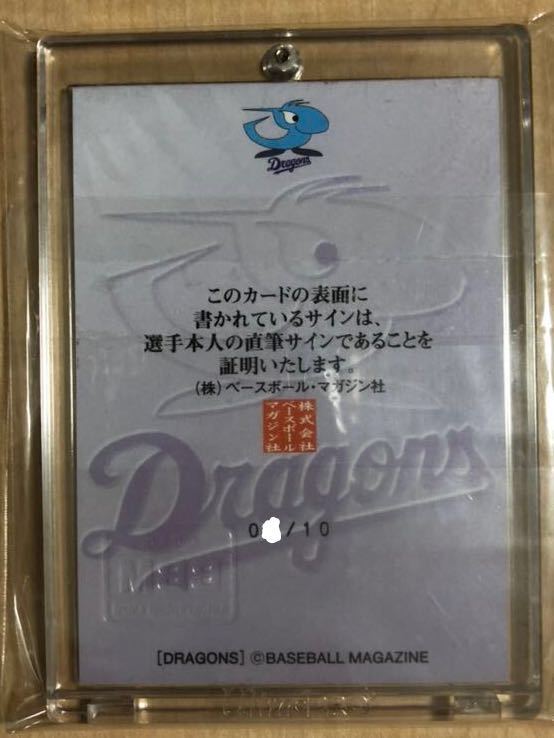 Dragons
このカードの表面に
書かれているサインは、
選手本人の直筆サインであることを
証明いたします。
(株)ベースボール・マガジン社
株式会社
ベースボール
マガジン社
Dragons
0 /10
[DRAGONS] ©BASEBALL MAGAZINE